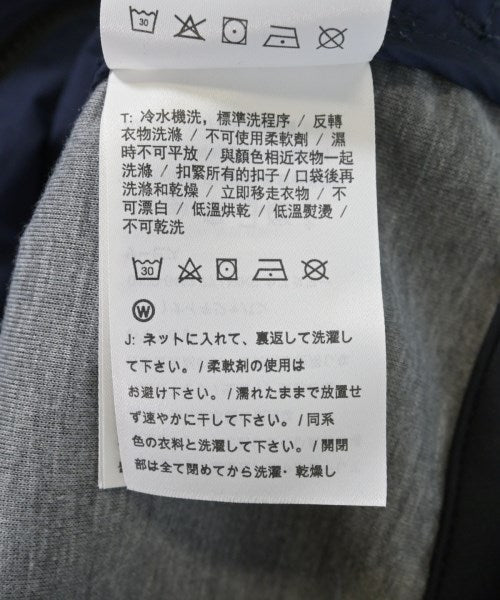 30
T: 冷水機洗，標準洗程序 / 反轉
衣物洗滌 / 不可使用柔軟劑 / 濕
時不可平放 / 與顏色相近衣物一起
洗滌 / 扣緊所有的扣子 / 口袋後再
洗滌和乾燥 / 立即移走衣物 / 不
可漂白 / 低溫烘乾 / 低溫熨燙 /
不可乾洗
30
W
J: ネットに入れて、裏返して洗濯し
て下さい。/ 柔軟剤の使用は
お避け下さい。/ 濡れたままで放置せ
ず速やかに干して下さい。/ 同系
色の衣料と洗濯して下さい。/ 開閉
部は全て閉めてから洗濯・乾燥し